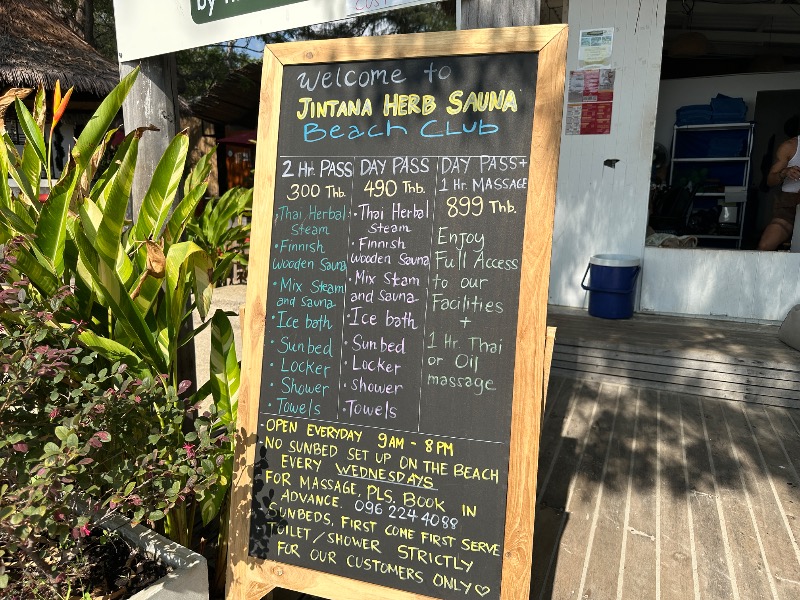 by
Welcome to
JINTANA HERB SAUNA
Beach Club
2 Hr. PASS
300 Thb.
Thai Herbal
Steam
• Finnish
Wooden Sauna
• Mix Steam
and Sauna
• Ice bath
• Sunbed
• Locker
• Shower
• Towels
DAY PASS
490 Thb.
• Thai Herbal
Steam
• Finnish
Wooden Sauna
• Mix Steam
and Sauna
• Ice bath
• Sunbed
• Locker
• shower
• Towels
DAY PASS+
1 Hr. MASSAGE
899 Thb.
Enjoy
Full Access
to our
Facilities
+
1 Hr. Thai
or Oil
massage
OPEN EVERYDAY 9AM - 8PM
NO SUNBED SET UP ON THE BEACH
EVERY WEDNESDAYS
FOR MASSAGE, PLS. BOOK IN
ADVANCE. 096 224 4088
SUNBEDS, FIRST COME FIRST SERVE
TOILET/SHOWER STRICTLY
FOR OUR CUSTOMERS ONLY♡